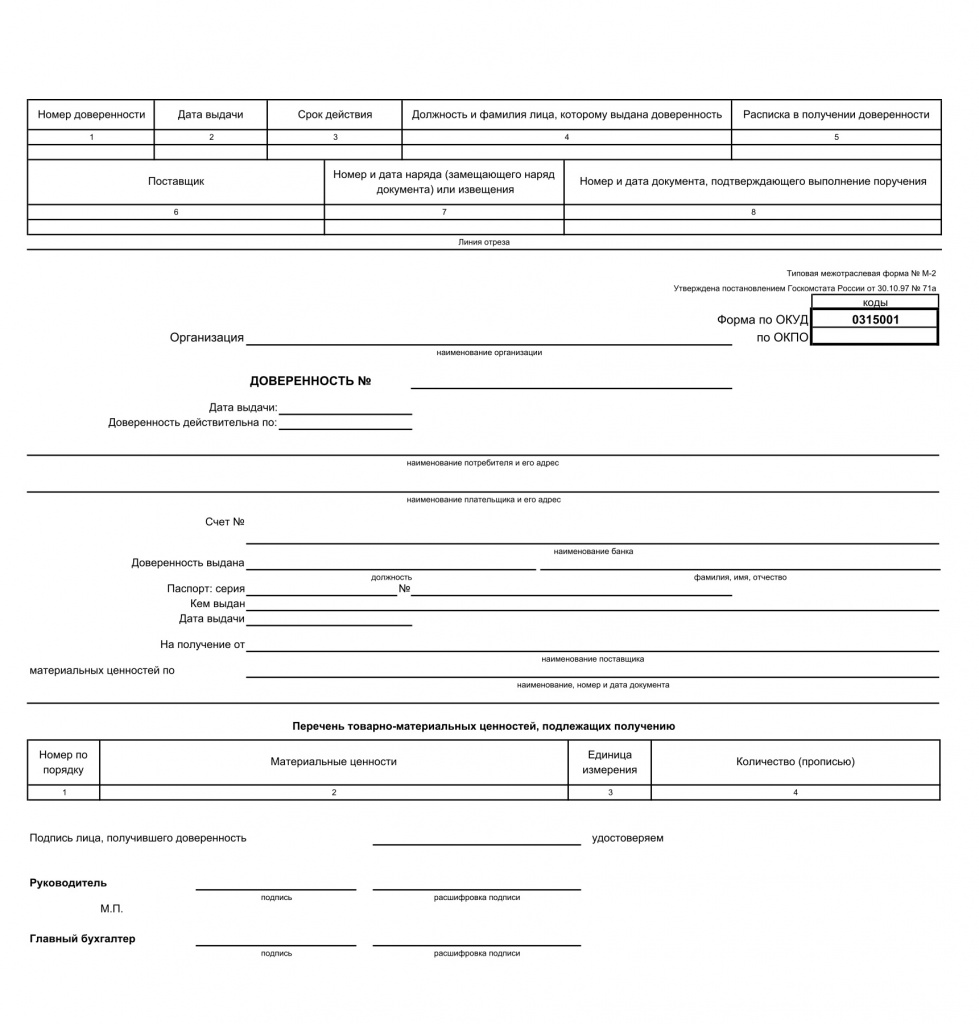 Номер доверенности Дата выдачи Срок действия Должность и фамилия лица, которому выдана доверенность Расписка в получении доверенности
1 2 3 4 5
Поставщик Номер и дата наряда (замещающего наряд документа) или извещения Номер и дата документа, подтверждающего выполнение поручения
6 7 8
Линия отреза
Типовая межотраслевая форма № М-2
Утверждена постановлением Госкомстата России от 30.10.97 № 71а
коды
Форма по ОКУД 0315001
Организация по ОКПО
наименование организации
ДОВЕРЕННОСТЬ №
Дата выдачи:
Доверенность действительна по:
наименование потребителя и его адрес
наименование плательщика и его адрес
Счет №
наименование банка
Доверенность выдана
должность фамилия, имя, отчество
Паспорт: серия №
Кем выдан
Дата выдачи
На получение от
наименование поставщика
материальных ценностей по
наименование, номер и дата документа
Перечень товарно-материальных ценностей, подлежащих получению
Номер по порядку Материальные ценности Единица измерения Количество (прописью)
1 2 3 4
Подпись лица, получившего доверенность удостоверяем
Руководитель
подпись расшифровка подписи
М.П.
Главный бухгалтер
подпись расшифровка подписи